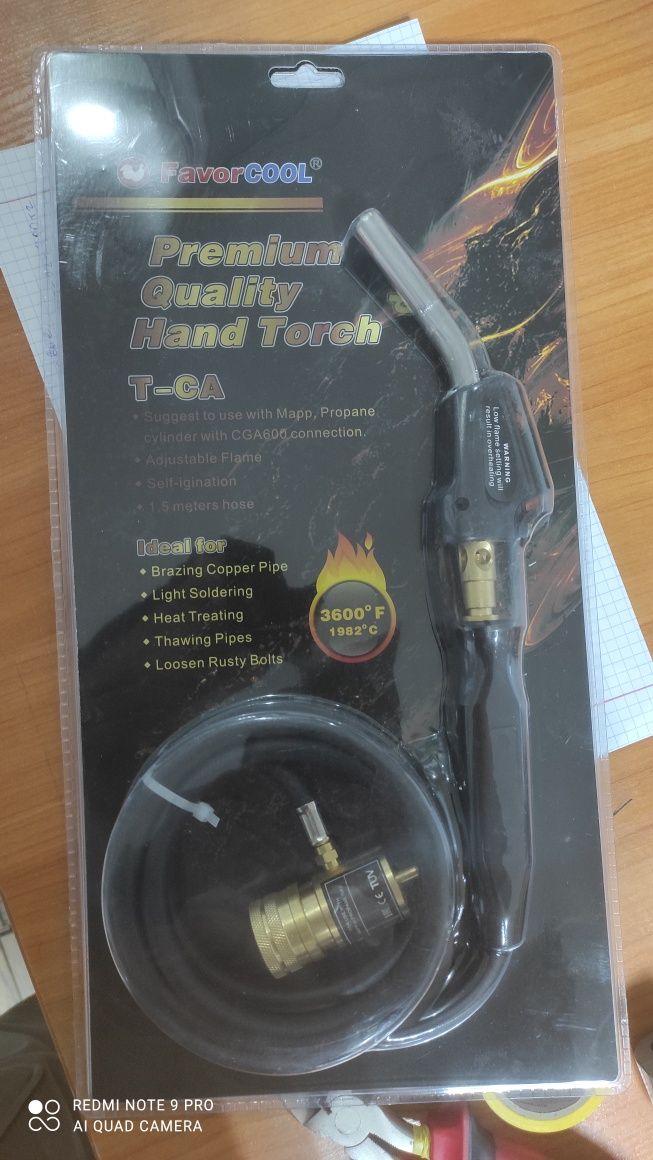 FavorCOOL®
Premium
Quality
Hand Torch
T-CA
• Suggest to use with Mapp, Propane
cylinder with CGA600 connection.
• Adjustable Flame
• Self-Igination
• 1.5 meters hose
Ideal for
◆ Brazing Copper Pipe
◆ Light Soldering
◆ Heat Treating
◆ Thawing Pipes
◆ Loosen Rusty Bolts
3600°F
1982°C
WARNING
Low flame setting will
result in overheating
CE TÜV
REDMI NOTE 9 PRO
AI QUAD CAMERA